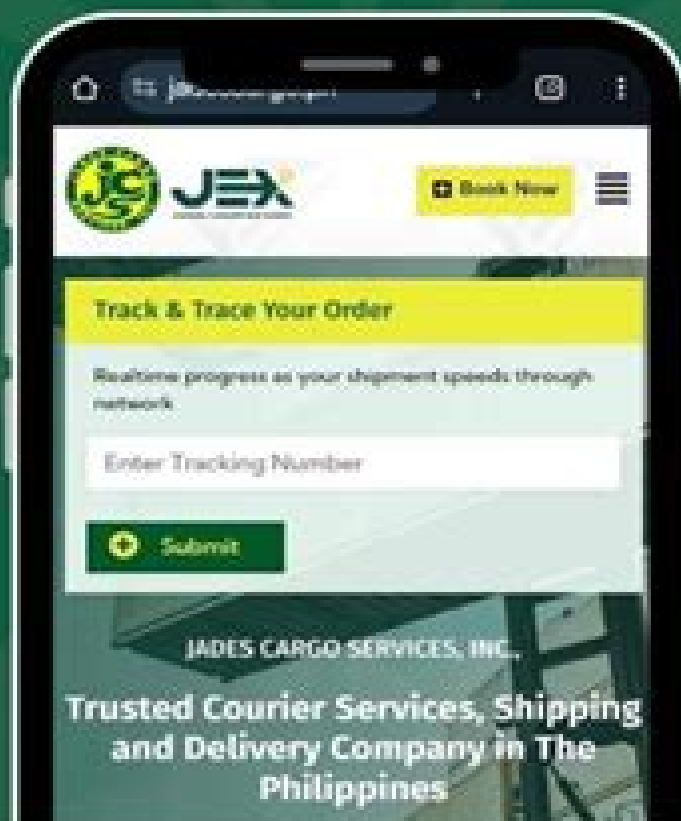 JCS
JEX
Book Now
Track & Trace Your Order
Realtime progress as your shipment speeds through
network
Enter Tracking Number
Submit
JADES CARGO SERVICES, INC.,
Trusted Courier Services, Shipping
and Delivery Company in The
Philippines